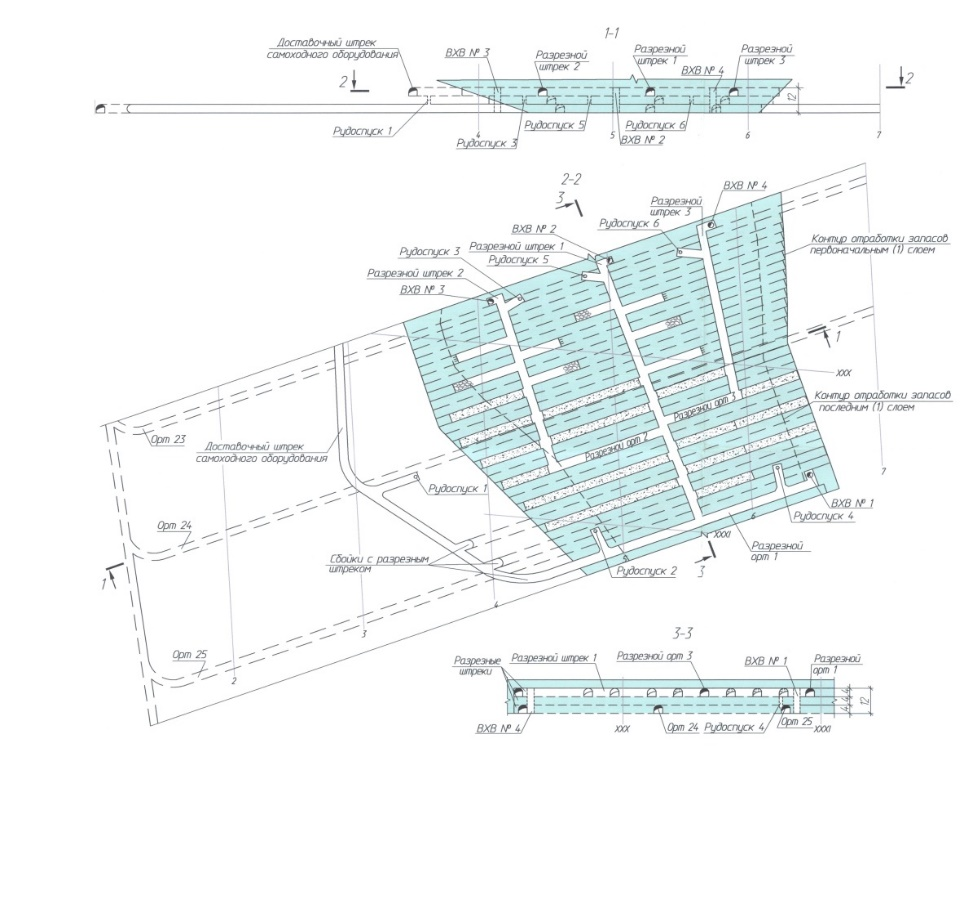 1-1
Доставочный штрек
самоходного оборудования
ВХВ № 3
Разрезной
штрек 2
Разрезной
штрек 1
ВХВ № 4
Разрезной
штрек 3
2
2
12
Рудоспуск 1
4
Рудоспуск 3
Рудоспуск 5
5
ВХВ № 2
Рудоспуск 6
6
7
2-2
3
ВХВ № 4
Разрезной
штрек 3
Рудоспуск 6
ВХВ № 2
Разрезной штрек 1
Рудоспуск 5
Рудоспуск 3
Разрезной штрек 2
ВХВ № 3
Контур отработки запасов
первоначальным (1) слоем
1
XXX
Контур отработки запасов
последним (1) слоем
Разрезной орт 3
Разрезной орт 2
Орт 23
Доставочный штрек
самоходного оборудования
Рудоспуск 1
7
ВХВ № 1
Рудоспуск 4
6
Орт 24
XXXI
Разрезной
орт 1
Сбойки с разрезным
штреком
Рудоспуск 2
3
1
5
4
3
Орт 25
2
3-3
Разрезные
штреки
Разрезной штрек 1
Разрезной орт 3
ВХВ № 1
Разрезной
орт 1
4
4
4
12
ВХВ № 4
XXX
Орт 24
Рудоспуск 4
Орт 25
XXXI